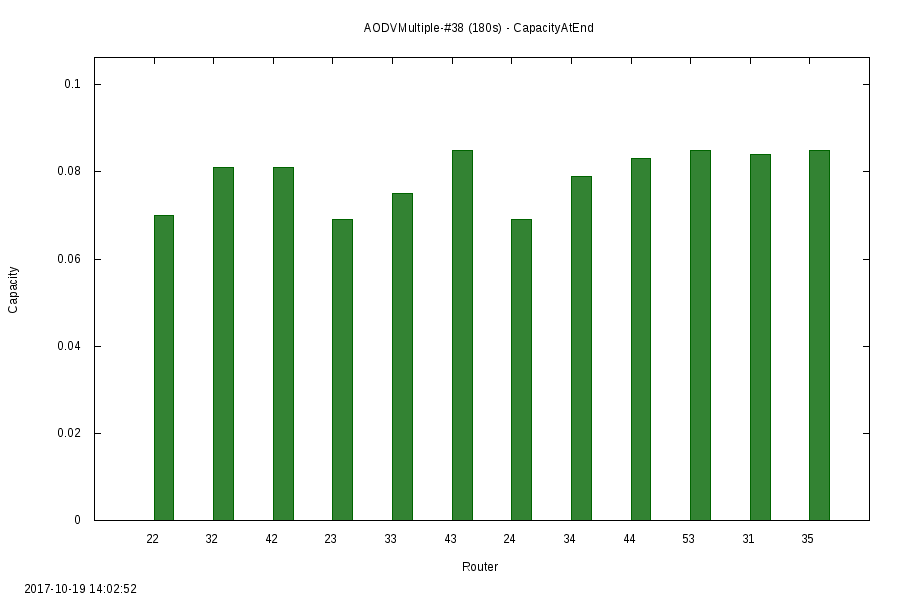 AODVMultiple-#38 (180s) - CapacityAtEnd
0.1
0.08
0.06
0.04
0.02
0
Capacity
22 32 42 23 33 43 24 34 44 53 31 35
Router
2017-10-19 14:02:52